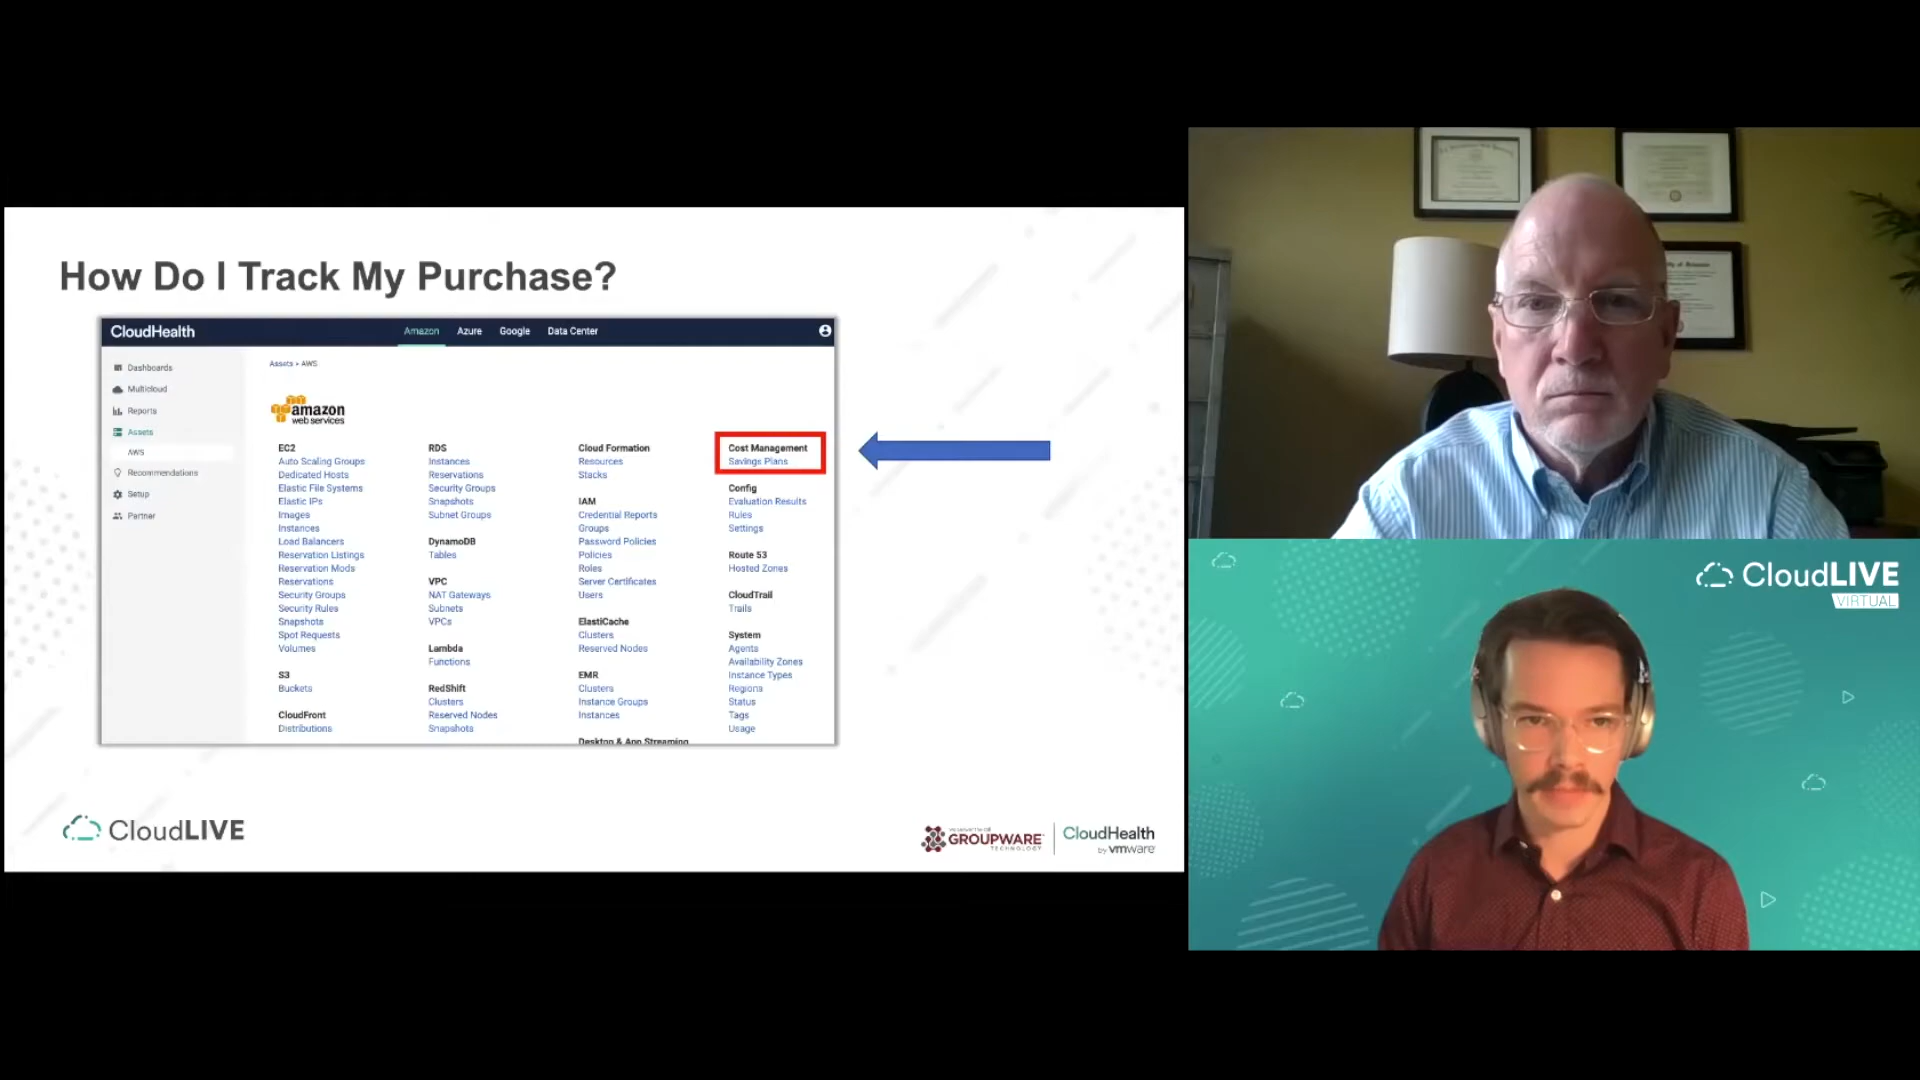 How Do I Track My Purchase?
CloudHealth
Amazon
Azure
Google
Data Center
Dashboards
Multicloud
Reports
Assets
AWS
Recommendations
Setup
Partner
Assets > AWS
amazon
web services
EC2
Auto Scaling Groups
Dedicated Hosts
Elastic File Systems
Elastic IPs
Images
Instances
Load Balancers
Reservation Listings
Reservation Mods
Reservations
Security Groups
Security Rules
Snapshots
Spot Requests
Volumes
S3
Buckets
CloudFront
Distributions
RDS
Instances
Reservations
Security Groups
Snapshots
Subnet Groups
DynamoDB
Tables
VPC
NAT Gateways
Subnets
VPCs
Lambda
Functions
RedShift
Clusters
Reserved Nodes
Snapshots
Cloud Formation
Resources
Stacks
IAM
Credential Reports
Groups
Password Policies
Policies
Roles
Server Certificates
Users
ElastiCache
Clusters
Reserved Nodes
EMR
Clusters
Instance Groups
Instances
Desktop & App Streaming
Cost Management
Savings Plans
Config
Evaluation Results
Rules
Settings
Route 53
Hosted Zones
CloudTrail
Trails
System
Agents
Availability Zones
Instance Types
Regions
Status
Tags
Usage
CloudLIVE
GROUPWARE
TECHNOLOGY
CloudHealth
by vmware
CloudLIVE
VIRTUAL